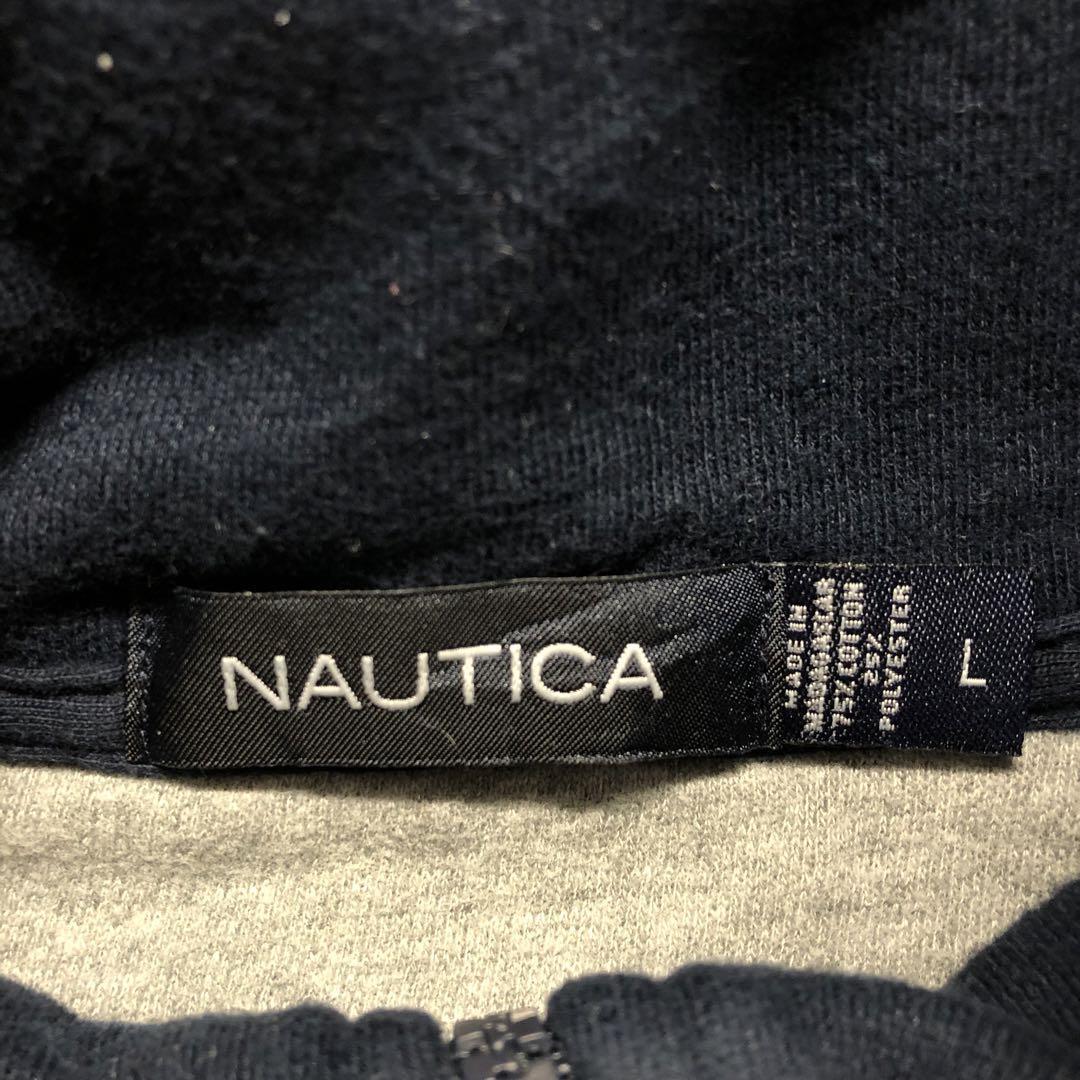 NAUTICA
MADE IN
MADAGASCAR
75% COTTON
25%
POLYESTER
L